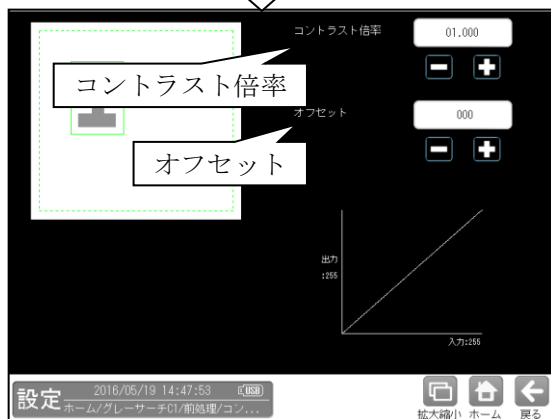 コントラスト倍率
01.000
コントラスト倍率
オフセット
000
オフセット
出力
:255
入力:255
設定
2016/05/19 14:47:53
USB
ホーム/グレーサーチC1/前処理/コン...
拡大縮小
ホーム
戻る